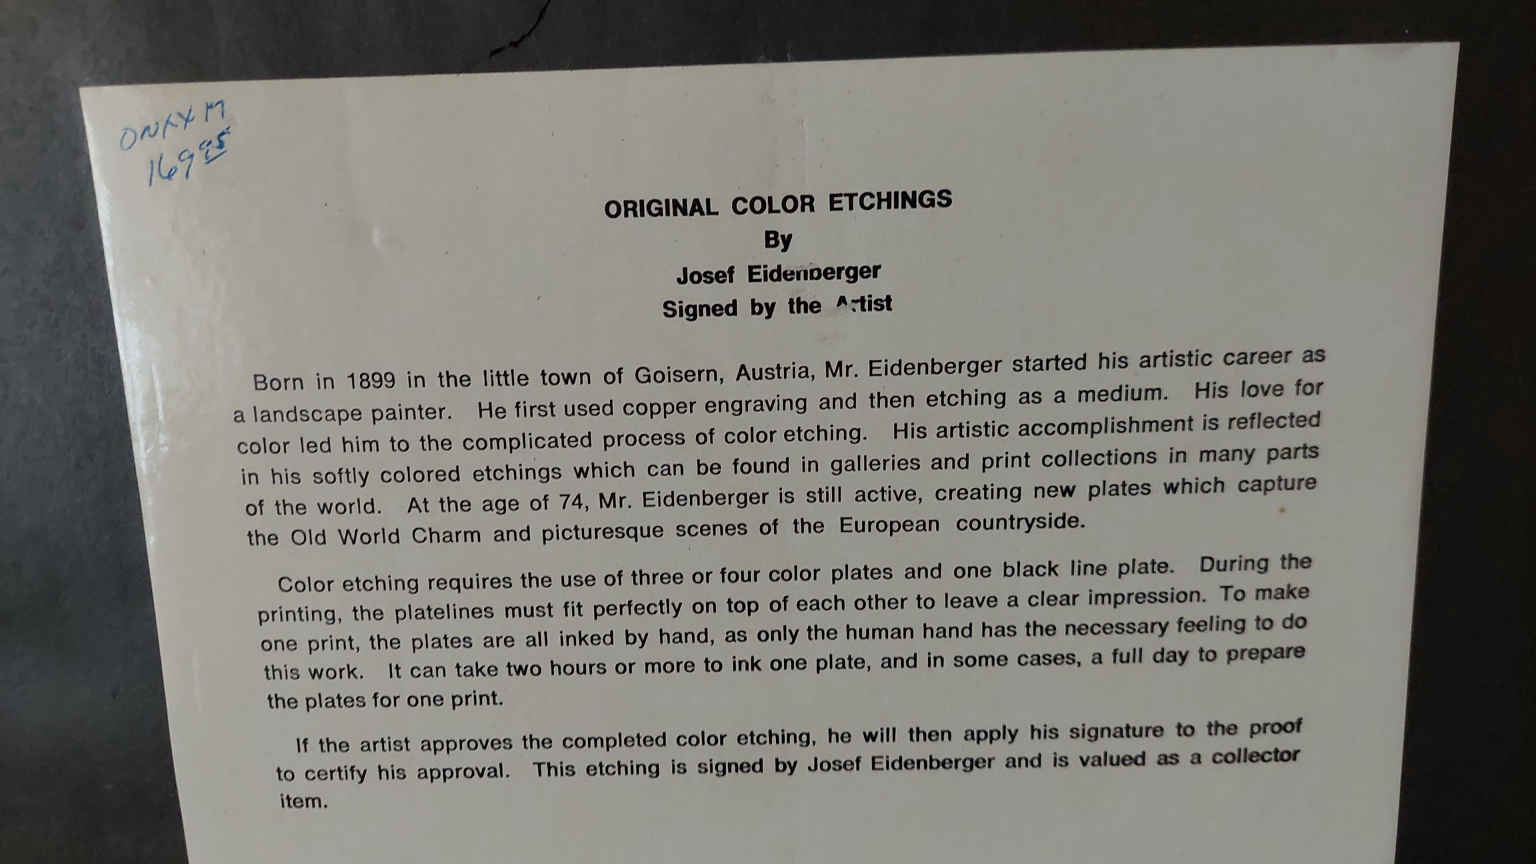 169 95
ORIGINAL COLOR ETCHINGS
By
Josef Eidenberger
Signed by the Artist
Born in 1899 in the little town of Goisern, Austria, Mr. Eidenberger started his artistic career as
a landscape painter. He first used copper engraving and then etching as a medium. His love for
color led him to the complicated process of color etching. His artistic accomplishment is reflected
in his softly colored etchings which can be found in galleries and print collections in many parts
of the world. At the age of 74, Mr. Eidenberger is still active, creating new plates which capture
the Old World Charm and picturesque scenes of the European countryside.
Color etching requires the use of three or four color plates and one black line plate. During the
printing, the platelines must fit perfectly on top of each other to leave a clear impression. To make
one print, the plates are all inked by hand, as only the human hand has the necessary feeling to do
this work. It can take two hours or more to ink one plate, and in some cases, a full day to prepare
the plates for one print.
If the artist approves the completed color etching, he will then apply his signature to the proof
to certify his approval. This etching is signed by Josef Eidenberger and is valued as a collector
item.